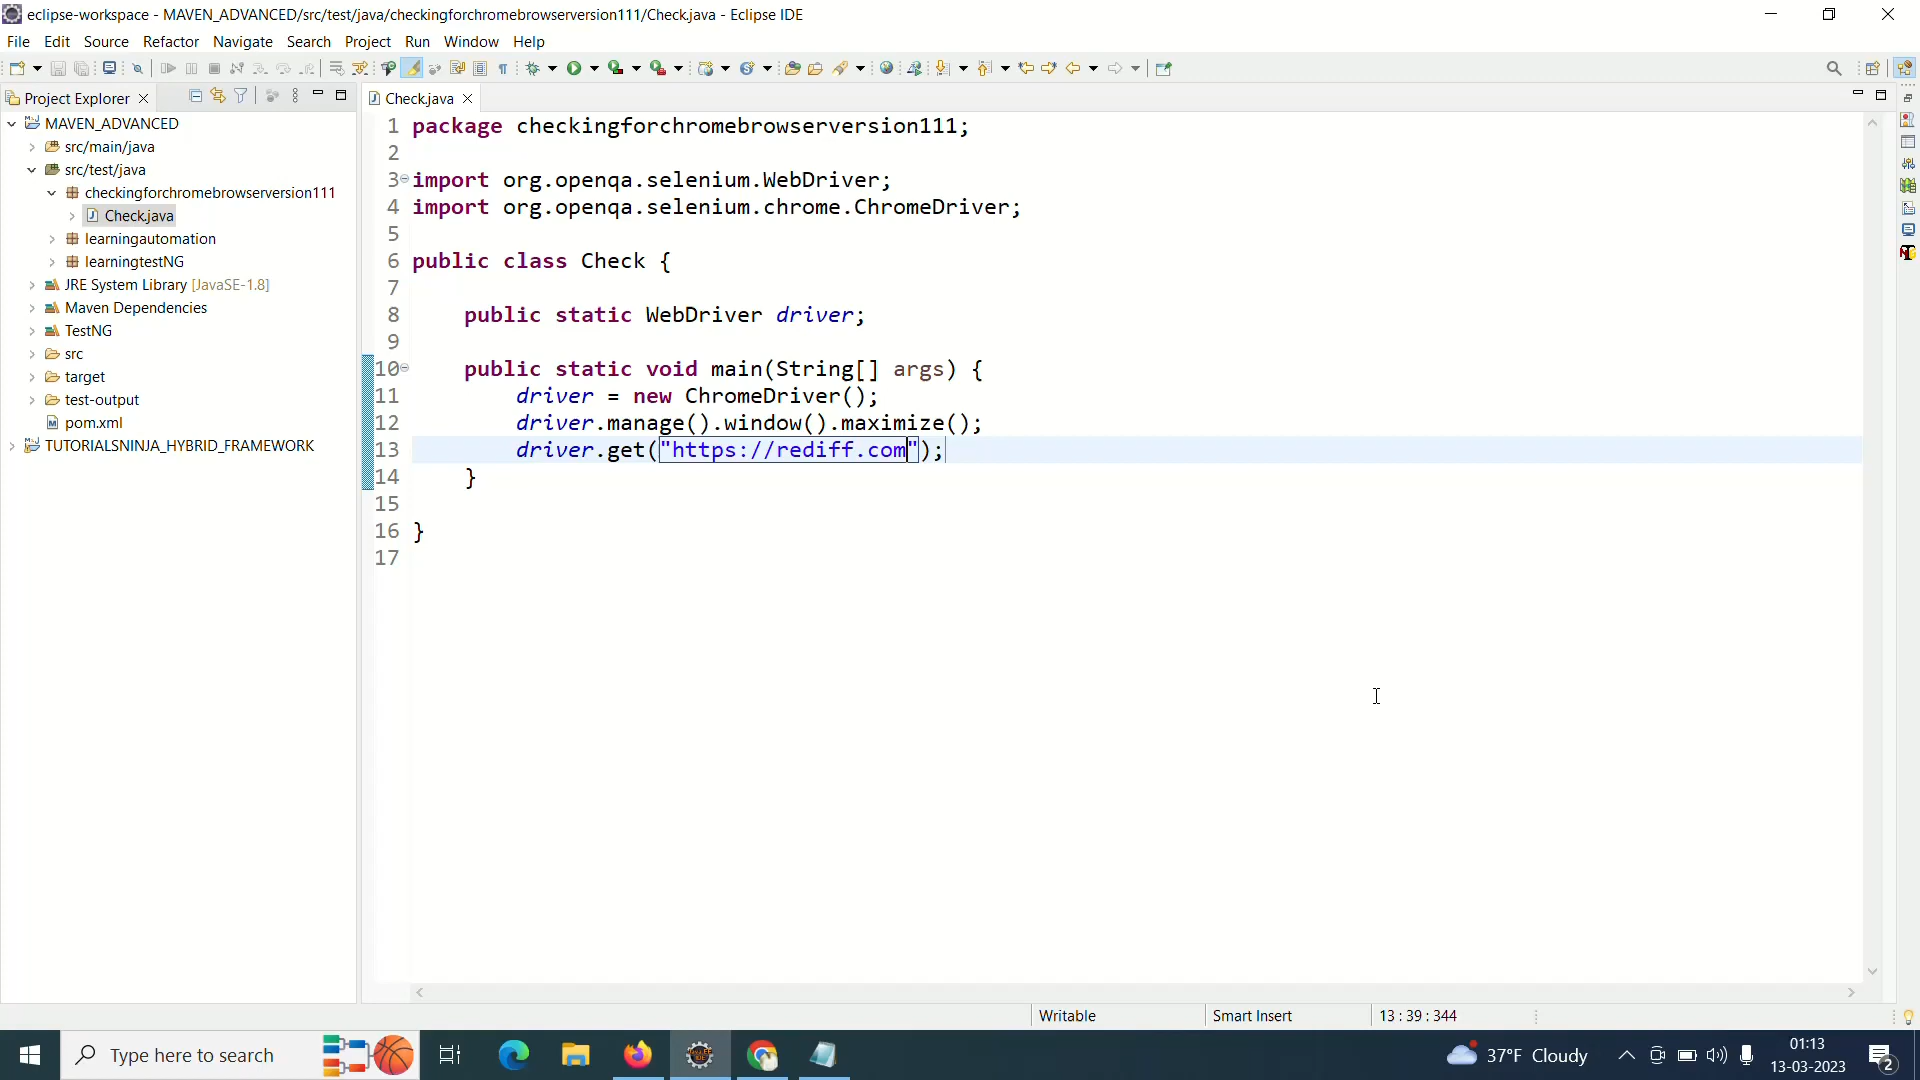 eclipse-workspace - MAVEN_ADVANCED/src/test/java/checkingforchromebrowserversion111/Check.java - Eclipse IDE
File Edit Source Refactor Navigate Search Project Run Window Help
Project Explorer
Check.java
MAVEN_ADVANCED
src/main/java
src/test/java
checkingforchromebrowserversion111
Check.java
learningautomation
learningtestNG
JRE System Library [JavaSE-1.8]
Maven Dependencies
TestNG
src
target
test-output
pom.xml
TUTORIALSNINJA_HYBRID_FRAMEWORK
1 package checkingforchromebrowserversion111;
2
3 import org.openqa.selenium.WebDriver;
4 import org.openqa.selenium.chrome.ChromeDriver;
5
6 public class Check {
7
8 public static WebDriver driver;
9
10 public static void main(String[] args) {
11 driver = new ChromeDriver();
12 driver.manage().window().maximize();
13 driver.get("https://rediff.com");
14 }
15
16 }
17
Writable Smart Insert 13 : 39 : 344
Type here to search
37°F Cloudy
01:13
13-03-2023
2